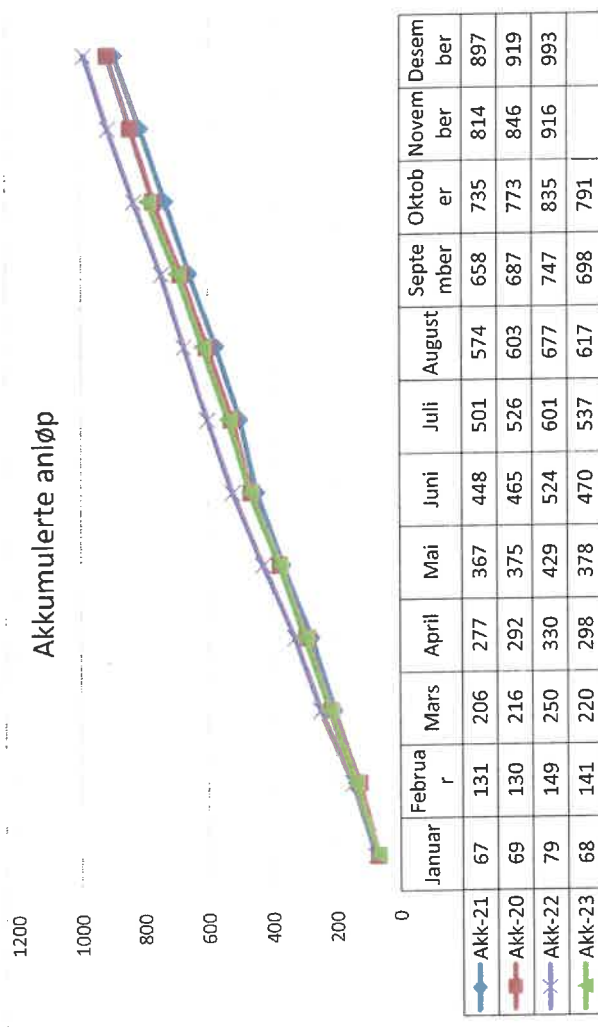 Akkumulerte anløp
1200
1000
800
600
400
200
0
Januar Februa
r Mars April Mai Juni Juli August Septe
mber Oktob
er Novem
ber Desem
ber
Akk-21 67 131 206 277 367 448 501 574 658 735 814 897
Akk-20 69 130 216 292 375 465 526 603 687 773 846 919
Akk-22 79 149 250 330 429 524 601 677 747 835 916 993
Akk-23 68 141 220 298 378 470 537 617 698 791